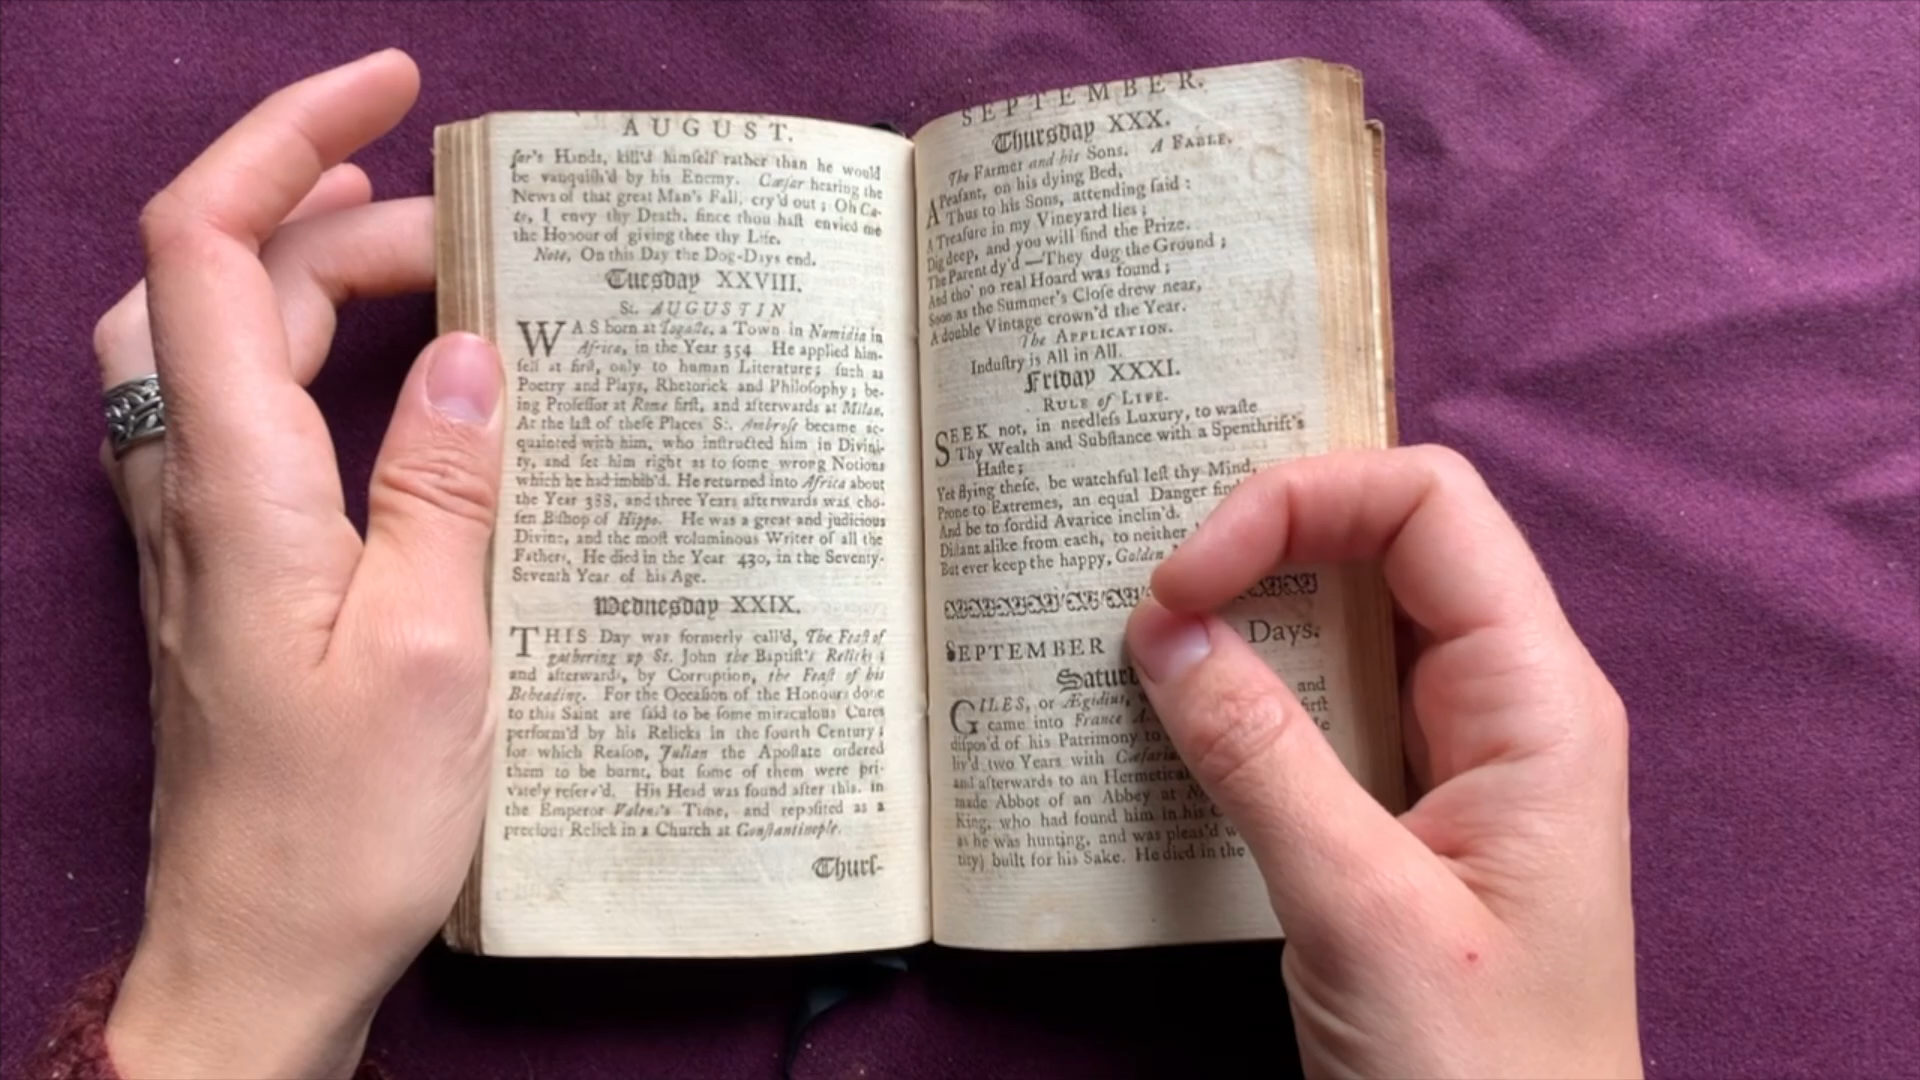 AUGUST.
ſar's Hands, kill'd himſelf rather than he would
be vanquiſh'd by his Enemy. Cæſar hearing the
News of that great Man's Fall, cry'd out; Oh Ca-
to, I envy thy Death, ſince thou haſt envied me
the Honour of giving thee thy Life.
Note, On this Day the Dog-Days end.
Tuesday XXVIII.
St. AUGUSTIN
WAS born at Tagaſte, a Town in Numidia in
Africa, in the Year 354 He applied him-
ſelf at firſt, only to human Literature; ſuch as
Poetry and Plays, Rhetorick and Philoſophy; be-
ing Profeſſor at Rome firſt, and afterwards at Milan.
At the laſt of theſe Places St. Ambroſe became ac-
quainted with him, who inſtructed him in Divini-
ty, and ſet him right as to ſome wrong Notions
which he had imbib'd. He returned into Africa about
the Year 388, and three Years afterwards was cho-
ſen Biſhop of Hippo. He was a great and judicious
Divine, and the moſt voluminous Writer of all the
Fathers, He died in the Year 430, in the Seventy-
Seventh Year of his Age.
Wednesday XXIX.
THIS Day was formerly call'd, The Feaſt of
gathering up St. John the Baptiſt's Relicks;
and afterwards, by Corruption, the Feaſt of his
Beheading. For the Occaſion of the Honours done
to this Saint are ſaid to be ſome miraculous Cures
perform'd by his Relicks in the fourth Century;
for which Reaſon, Julian the Apoſtate ordered
them to be burnt, but ſome of them were pri-
vately reſerv'd. His Head was found after this, in
the Emperor Valens's Time, and repoſited as a
precious Relick in a Church at Conſtantinople.
Thurſ-
SEPTEMBER.
Thursday XXX.
The Farmer and his Sons. A FABLE.
A Peaſant, on his dying Bed,
Thus to his Sons, attending ſaid:
A Treaſure in my Vineyard lies;
Dig deep, and you will find the Prize.
The Parent dy'd—They dug the Ground;
And tho' no real Hoard was found;
Soon as the Summer's Cloſe drew near,
A double Vintage crown'd the Year.
The APPLICATION.
Induſtry is All in All.
Friday XXXI.
RULE of LIFE.
SEEK not, in needleſs Luxury, to waſte
Thy Wealth and Subſtance with a Spenthrift's
Haſte;
Yet flying theſe, be watchful leſt thy Mind,
Prone to Extremes, an equal Danger find
And be to ſordid Avarice inclin'd.
Diſtant alike from each, to neither
But ever keep the happy, Golden
SEPTEMBER Days.
GILES, or Ægidius, and
came into France firſt
diſpos'd of his Patrimony to
liv'd two Years with
and afterwards to an Hermetical
made Abbot of an Abbey at
King, who had found him in his
as he was hunting, and was pleas'd
tity) built for his Sake. He died in the